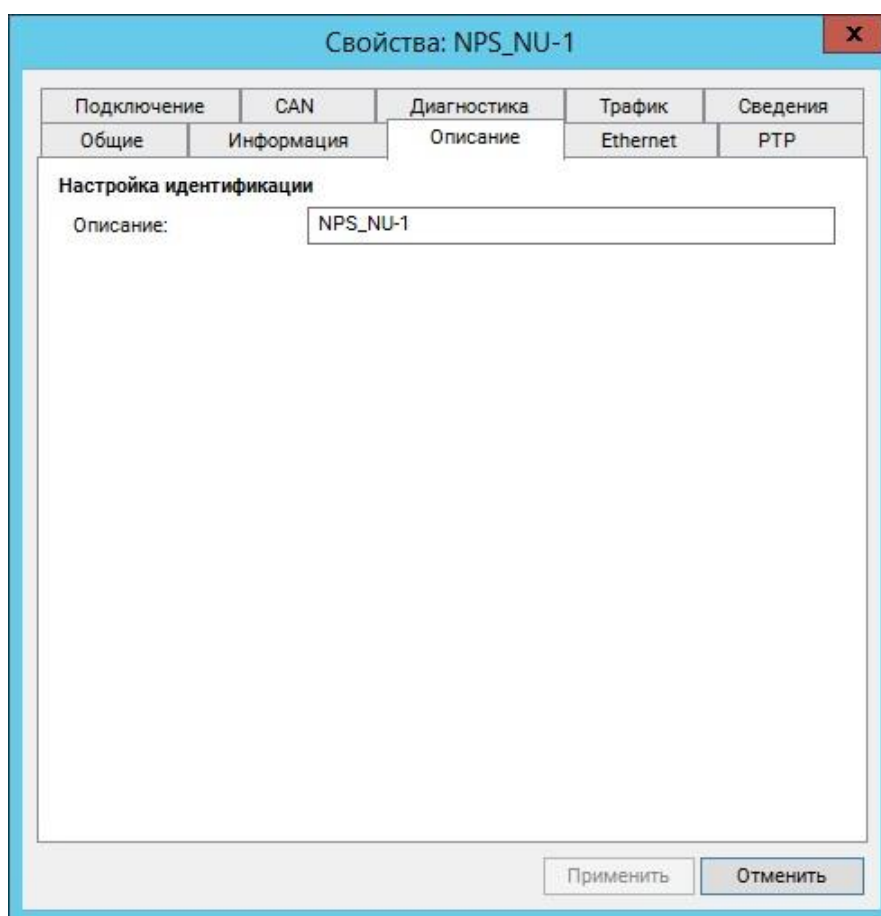 Свойства: NPS_NU-1
x
Подключение CAN Диагностика Трафик Сведения
Общие Информация Описание Ethernet PTP
Настройка идентификации
Описание: NPS_NU-1
Применить Отменить